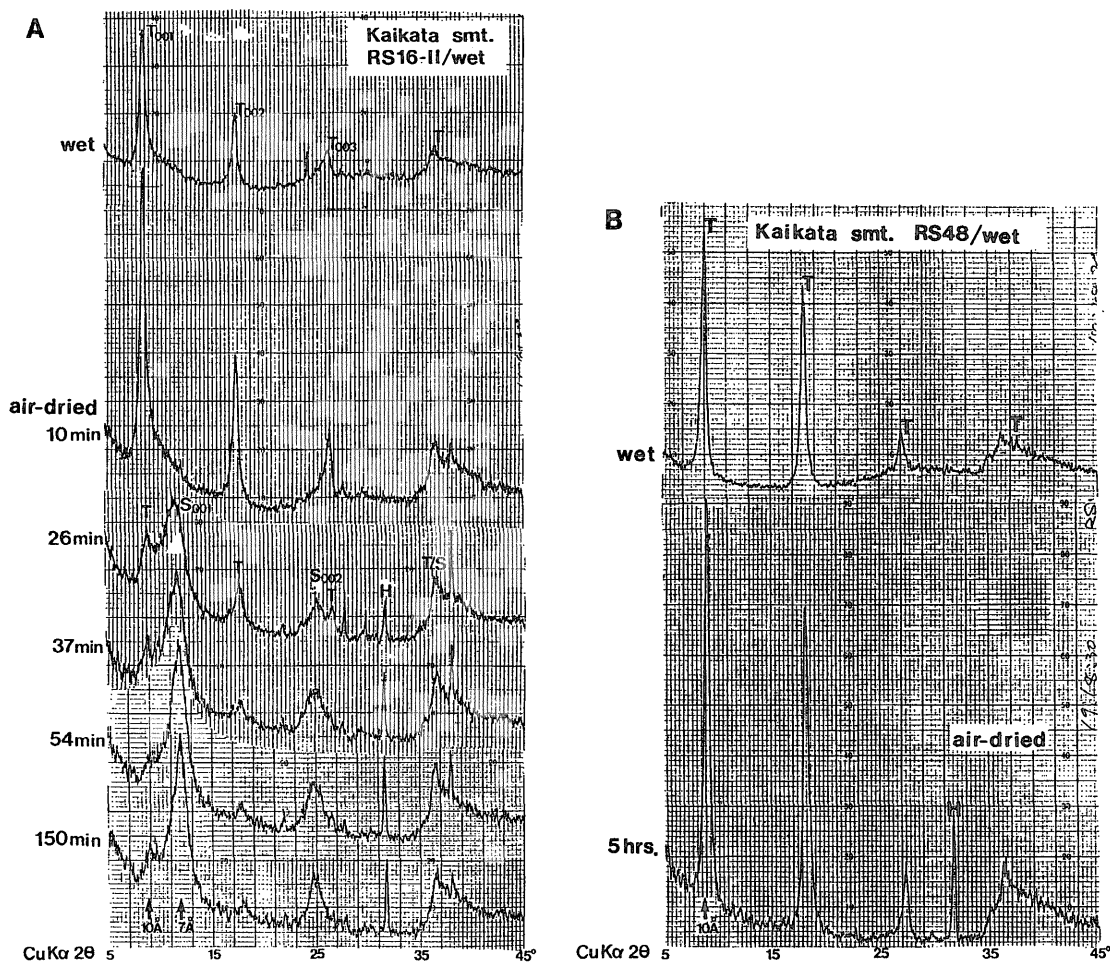 A
Kaikata smt.
RS16-II/wet
T001
T002
T003
T
wet
air-dried
10 min
T
S001
26 min
T
S002
T
H
T/S
37 min
54 min
150 min
10Å
7Å
CuKα 2θ 5 15 25 35 45°
B
Kaikata smt. RS48/wet
T
T
T
T
wet
air-dried
H
5 hrs.
10Å
CuKα 2θ 5 15 25 35 45°